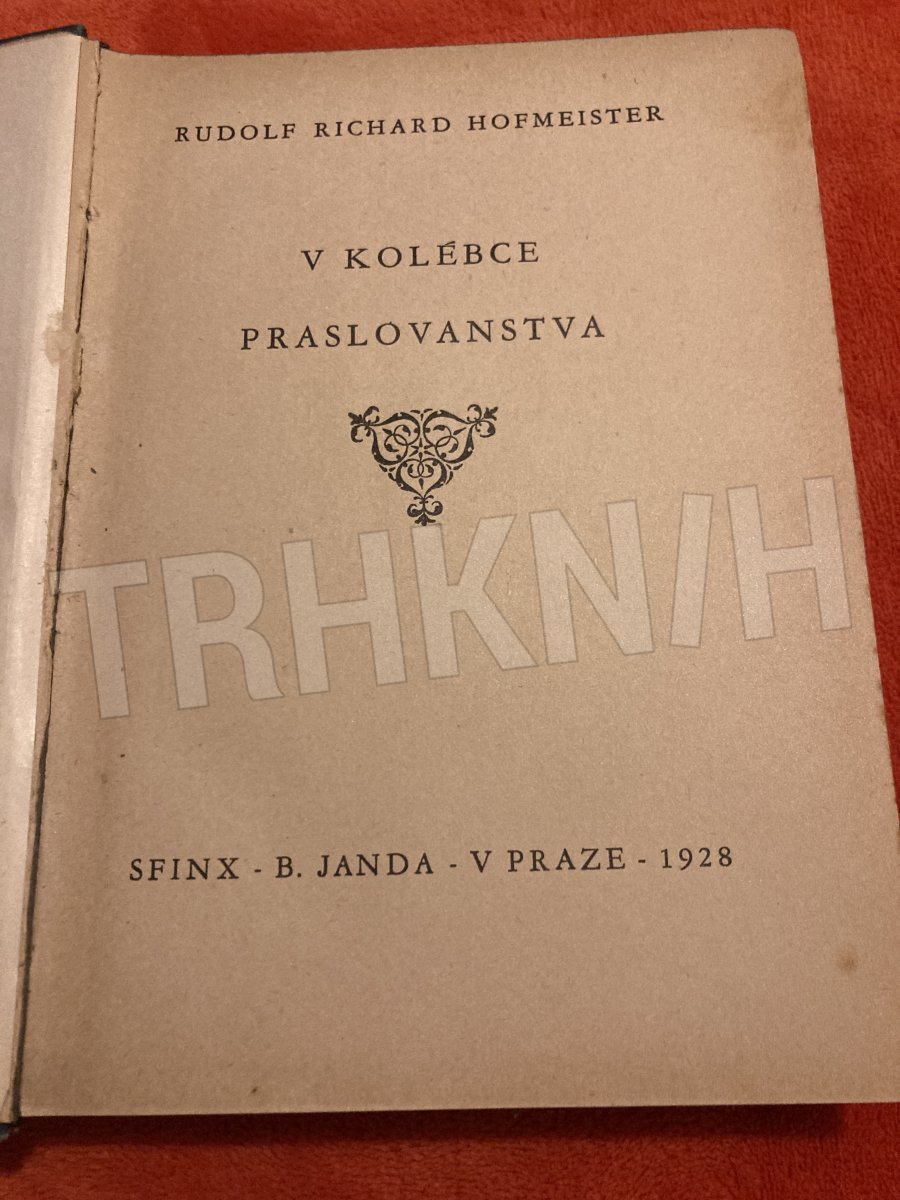 RUDOLF RICHARD HOFMEISTER
V KOLÉBCE
PRASLOVANSTVA
TRHKNIH
SFINX - B. JANDA - V PRAZE - 1928